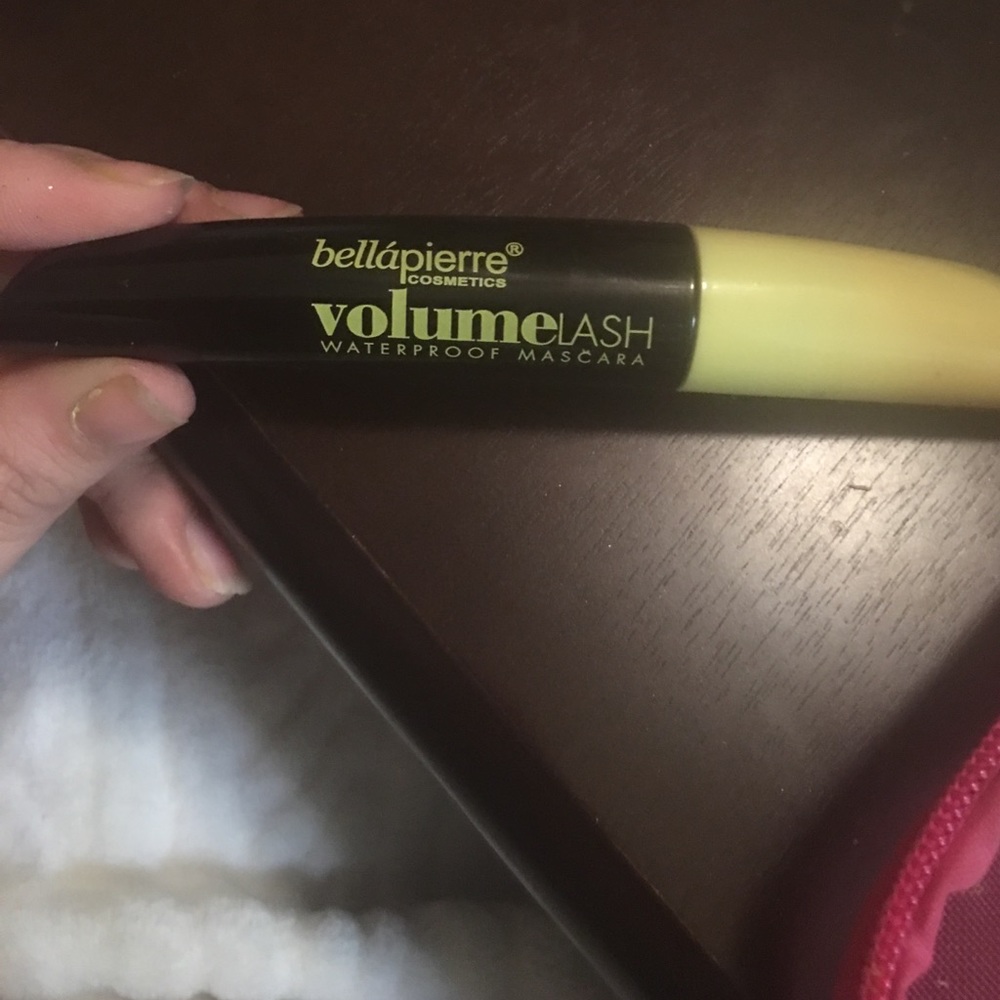 bellápierre®
COSMETICS
volumeLASH
WATERPROOF MASCARA